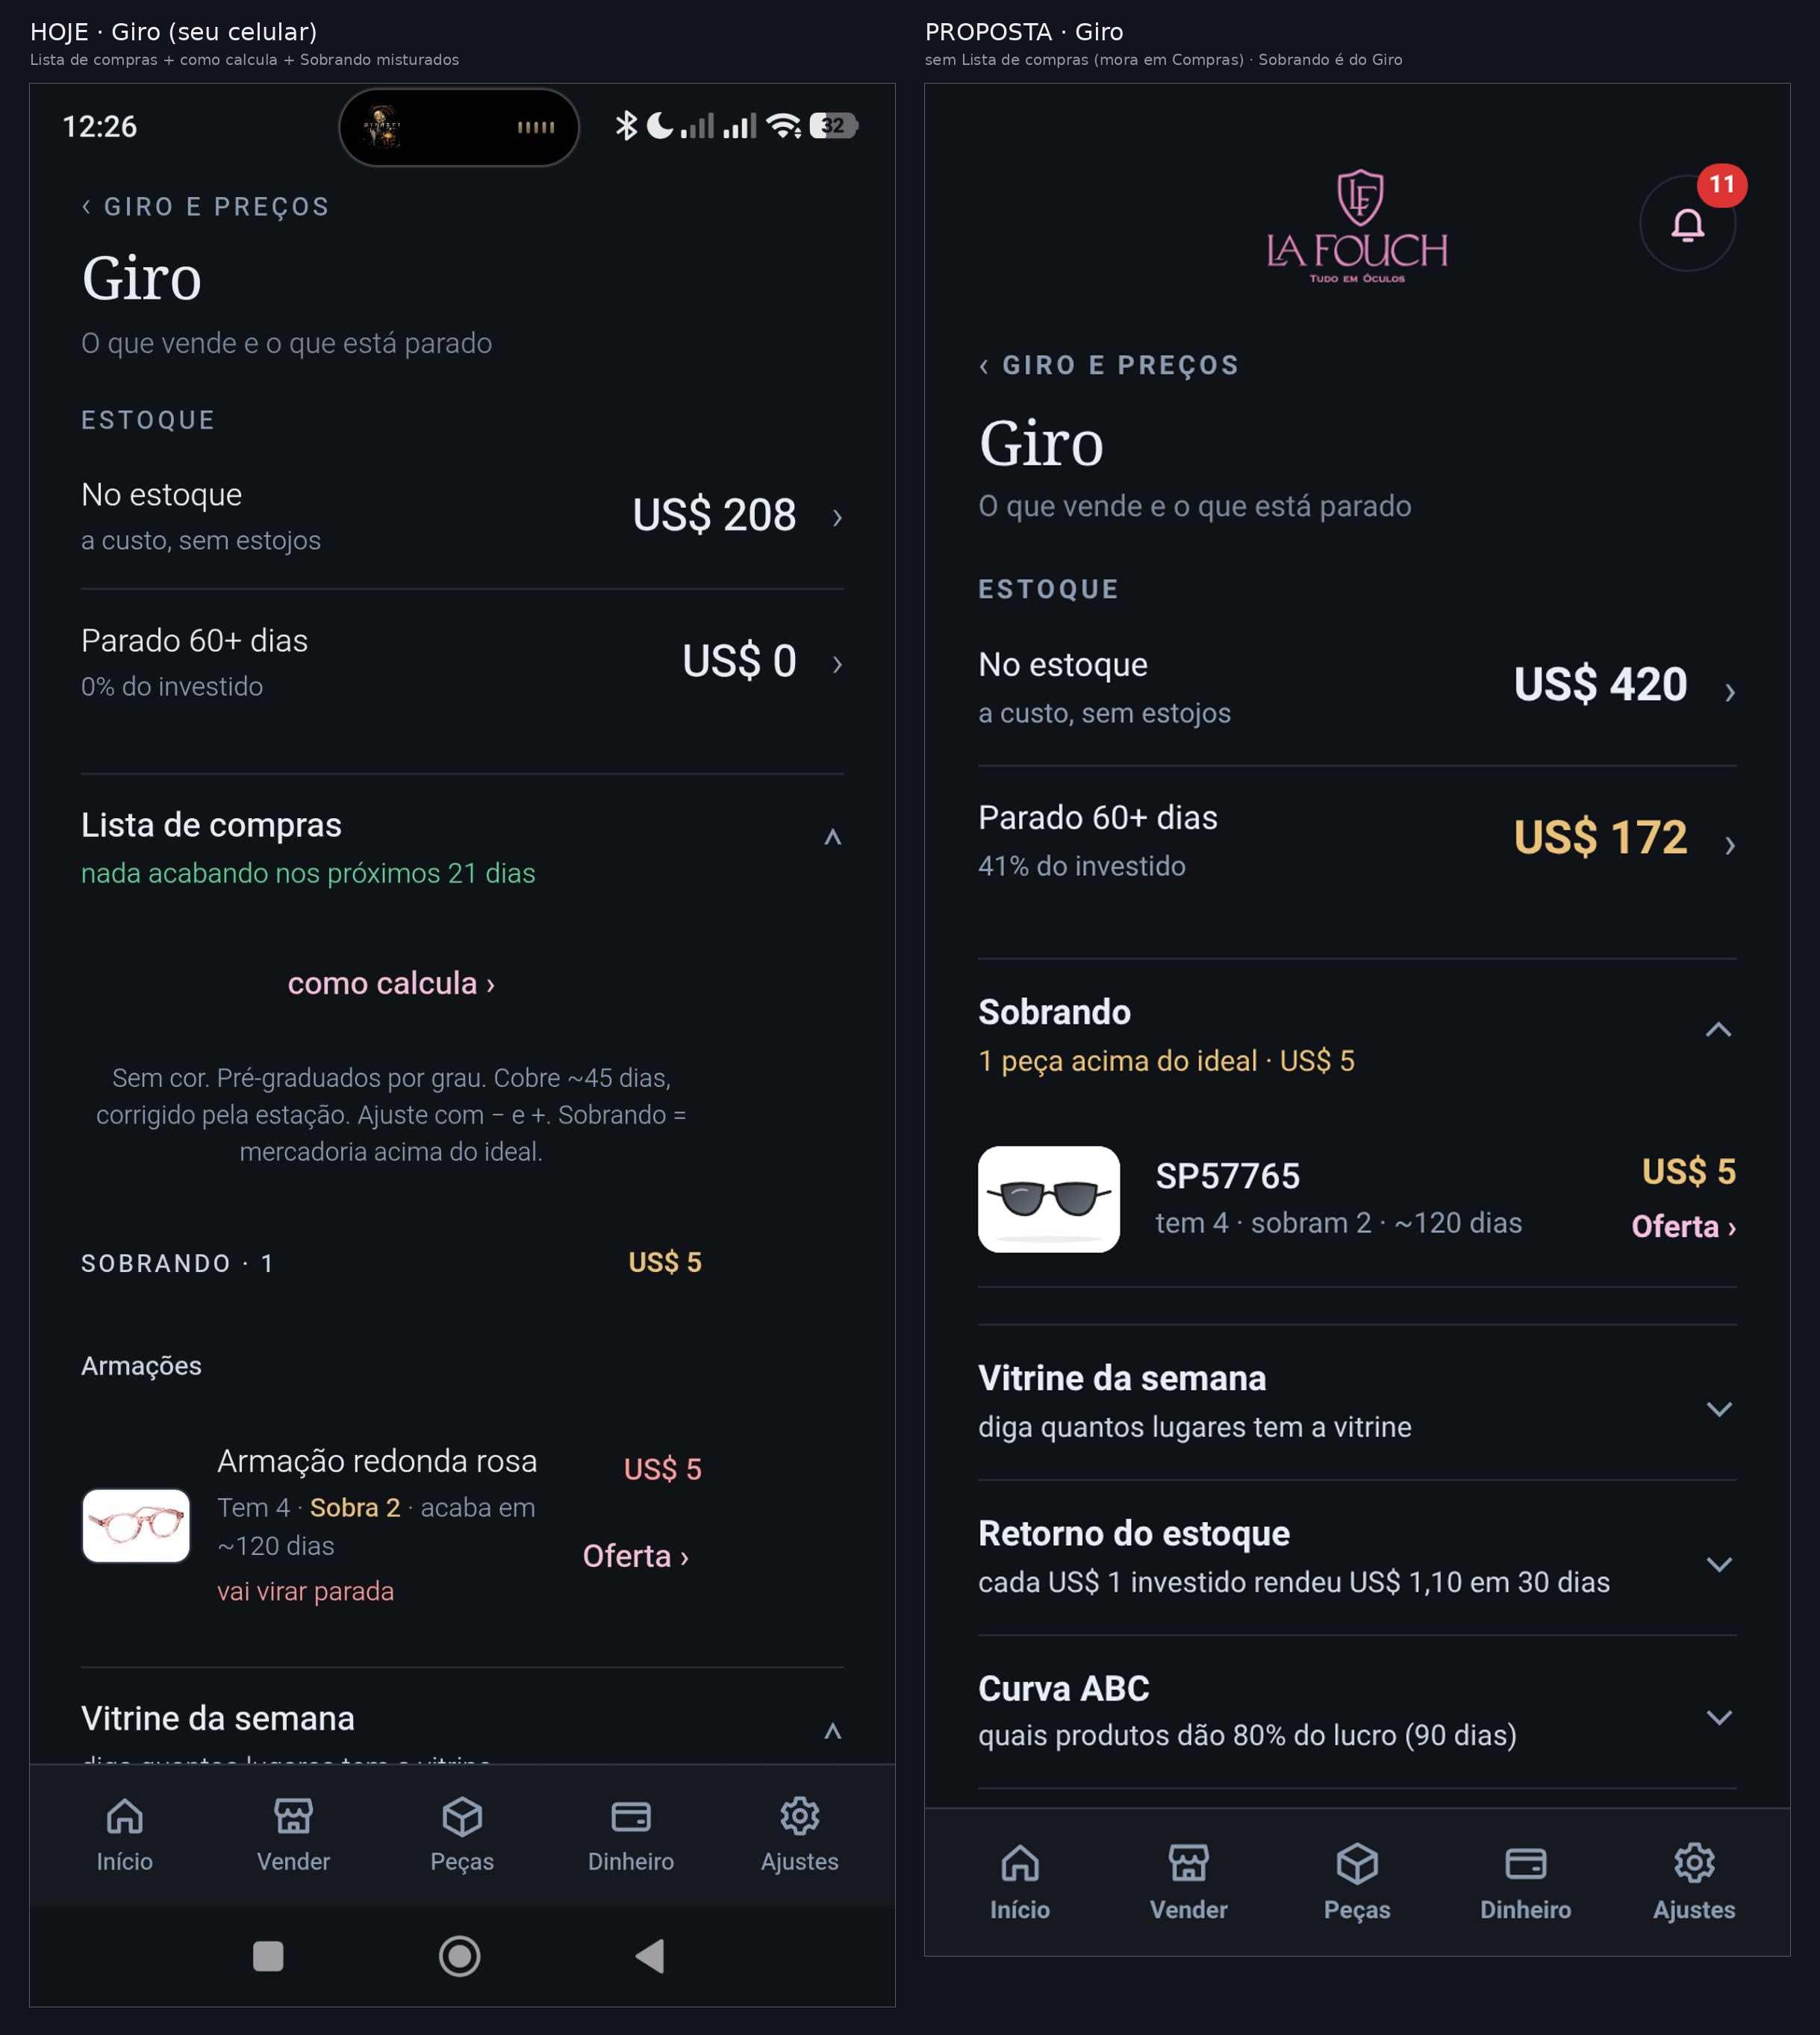 HOJE · Giro (seu celular)
Lista de compras + como calcula + Sobrando misturados
12:26
32
‹ GIRO E PREÇOS
Giro
O que vende e o que está parado
ESTOQUE
No estoque
US$ 208 ›
a custo, sem estojos
Parado 60+ dias
US$ 0 ›
0% do investido
Lista de compras
nada acabando nos próximos 21 dias
como calcula ›
Sem cor. Pré-graduados por grau. Cobre ~45 dias,
corrigido pela estação. Ajuste com − e +. Sobrando =
mercadoria acima do ideal.
SOBRANDO · 1
US$ 5
Armações
Armação redonda rosa
US$ 5
Tem 4 · Sobra 2 · acaba em
~120 dias
Oferta ›
vai virar parada
Vitrine da semana
diga quantos lugares tem a vitrine
Início
Vender
Peças
Dinheiro
Ajustes
PROPOSTA · Giro
sem Lista de compras (mora em Compras) · Sobrando é do Giro
LF
LA FOUCH
TUDO EM ÓCULOS
11
‹ GIRO E PREÇOS
Giro
O que vende e o que está parado
ESTOQUE
No estoque
US$ 420 ›
a custo, sem estojos
Parado 60+ dias
US$ 172 ›
41% do investido
Sobrando
1 peça acima do ideal · US$ 5
SP57765
US$ 5
tem 4 · sobram 2 · ~120 dias
Oferta ›
Vitrine da semana
diga quantos lugares tem a vitrine
Retorno do estoque
cada US$ 1 investido rendeu US$ 1,10 em 30 dias
Curva ABC
quais produtos dão 80% do lucro (90 dias)
Início
Vender
Peças
Dinheiro
Ajustes